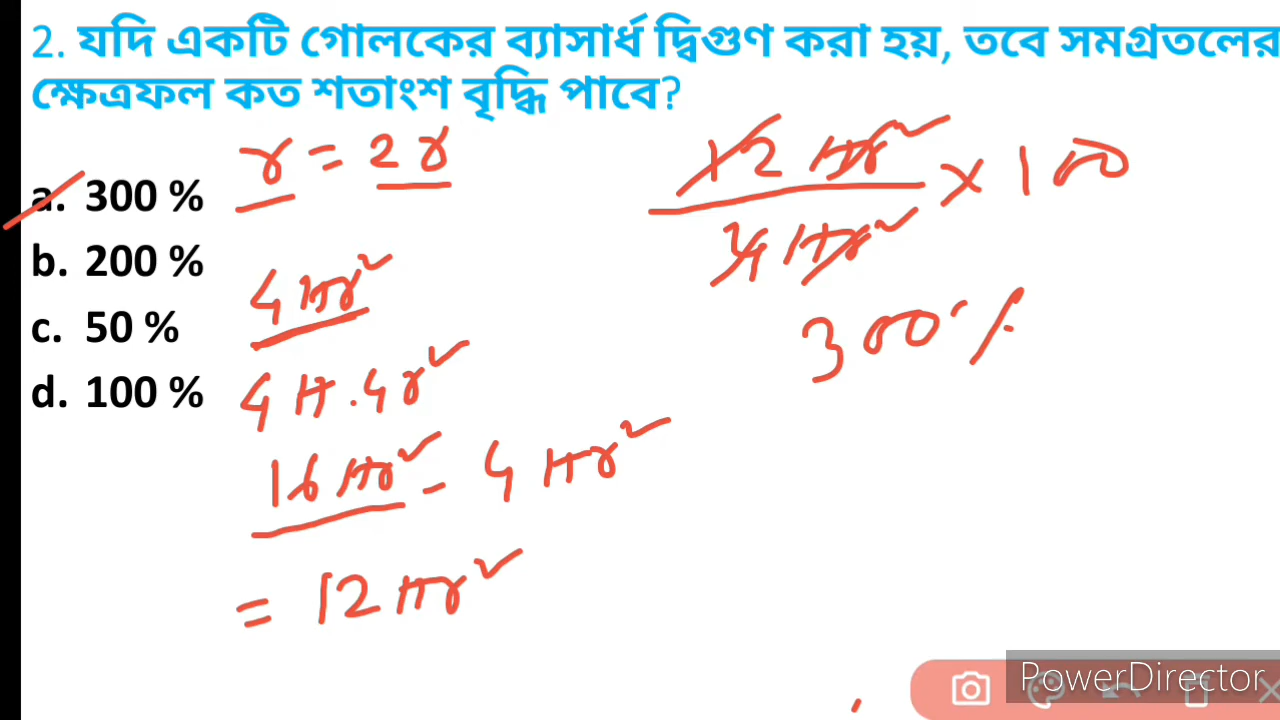 2. যদি একটি গোলকের ব্যাসার্ধ দ্বিগুণ করা হয়, তবে সমগ্রতলের
ক্ষেত্রফল কত শতাংশ বৃদ্ধি পাবে?
a. 300 %
b. 200 %
c. 50 %
d. 100 %
r = 2r
4πr²
4π.4r²
16πr² - 4πr²
= 12πr²
12πr²
4πr² × 100
300%
PowerDirector